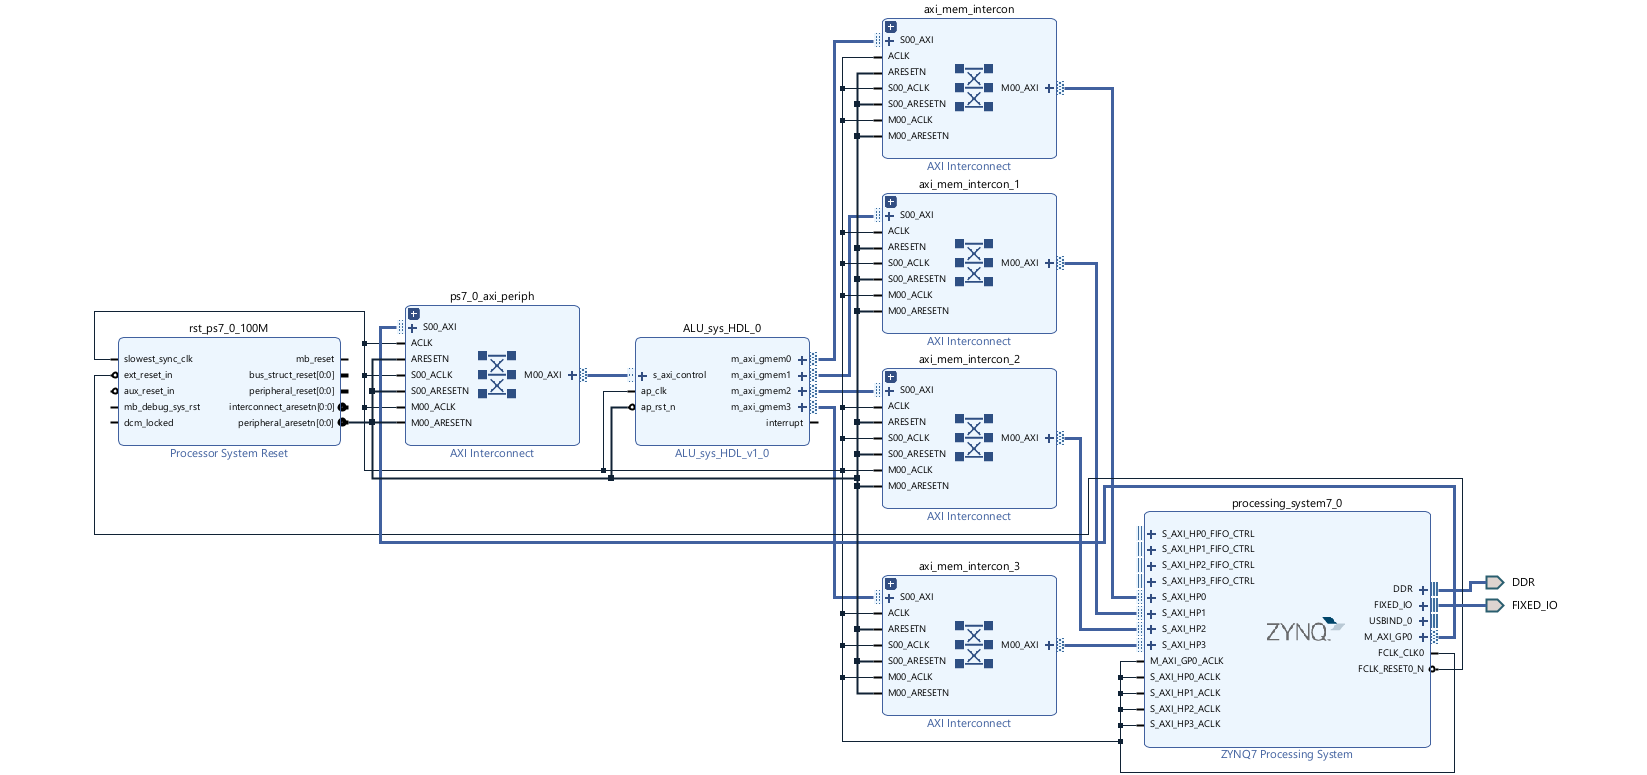 axi_mem_intercon
S00_AXI
ACLK
ARESETN
S00_ACLK
M00_AXI
S00_ARESETN
M00_ACLK
M00_ARESETN
AXI Interconnect
axi_mem_intercon_1
S00_AXI
ACLK
ARESETN
S00_ACLK
M00_AXI
S00_ARESETN
M00_ACLK
M00_ARESETN
AXI Interconnect
ps7_0_axi_periph
S00_AXI
ACLK
ARESETN
S00_ACLK
M00_AXI
S00_ARESETN
M00_ACLK
M00_ARESETN
AXI Interconnect
rst_ps7_0_100M
slowest_sync_clk
ext_reset_in
aux_reset_in
mb_debug_sys_rst
dcm_locked
mb_reset
bus_struct_reset[0:0]
peripheral_reset[0:0]
interconnect_aresetn[0:0]
peripheral_aresetn[0:0]
Processor System Reset
ALU_sys_HDL_0
s_axi_control
ap_clk
ap_rst_n
m_axi_gmem0
m_axi_gmem1
m_axi_gmem2
m_axi_gmem3
interrupt
ALU_sys_HDL_v1_0
axi_mem_intercon_2
S00_AXI
ACLK
ARESETN
S00_ACLK
M00_AXI
S00_ARESETN
M00_ACLK
M00_ARESETN
AXI Interconnect
axi_mem_intercon_3
S00_AXI
ACLK
ARESETN
S00_ACLK
M00_AXI
S00_ARESETN
M00_ACLK
M00_ARESETN
AXI Interconnect
processing_system7_0
S_AXI_HP0_FIFO_CTRL
S_AXI_HP1_FIFO_CTRL
S_AXI_HP2_FIFO_CTRL
S_AXI_HP3_FIFO_CTRL
S_AXI_HP0
S_AXI_HP1
S_AXI_HP2
S_AXI_HP3
M_AXI_GP0_ACLK
S_AXI_HP0_ACLK
S_AXI_HP1_ACLK
S_AXI_HP2_ACLK
S_AXI_HP3_ACLK
ZYNQ
DDR
FIXED_IO
USBIND_0
M_AXI_GP0
FCLK_CLK0
FCLK_RESET0_N
ZYNQ7 Processing System
DDR
FIXED_IO